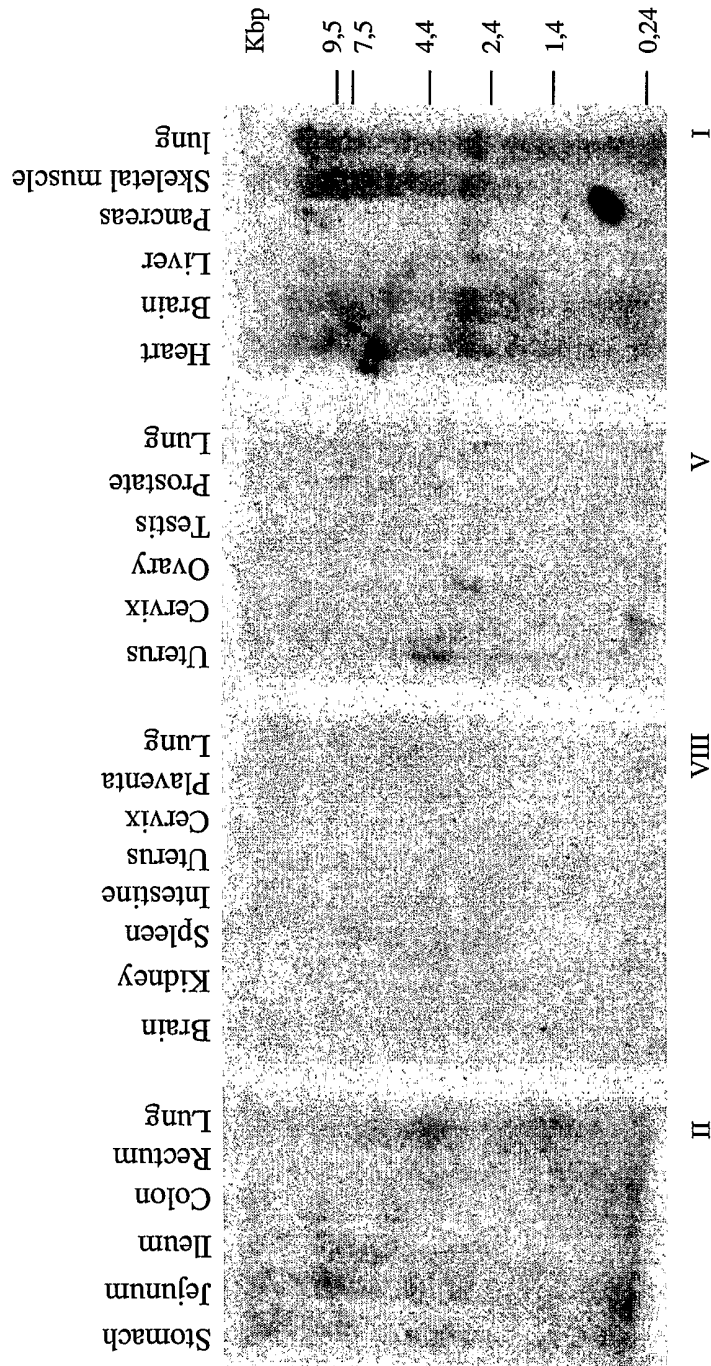 Kbp
9,5
7,5
4,4
2,4
1,4
0,24
lung
Skeletal muscle
Pancreas
Liver
Brain
Heart
I
Lung
Prostate
Testis
Ovary
Cervix
Uterus
V
Lung
Plaventa
Cervix
Uterus
Intestine
Spleen
Kidney
Brain
VIII
Lung
Rectum
Colon
Ileum
Jejunum
Stomach
II